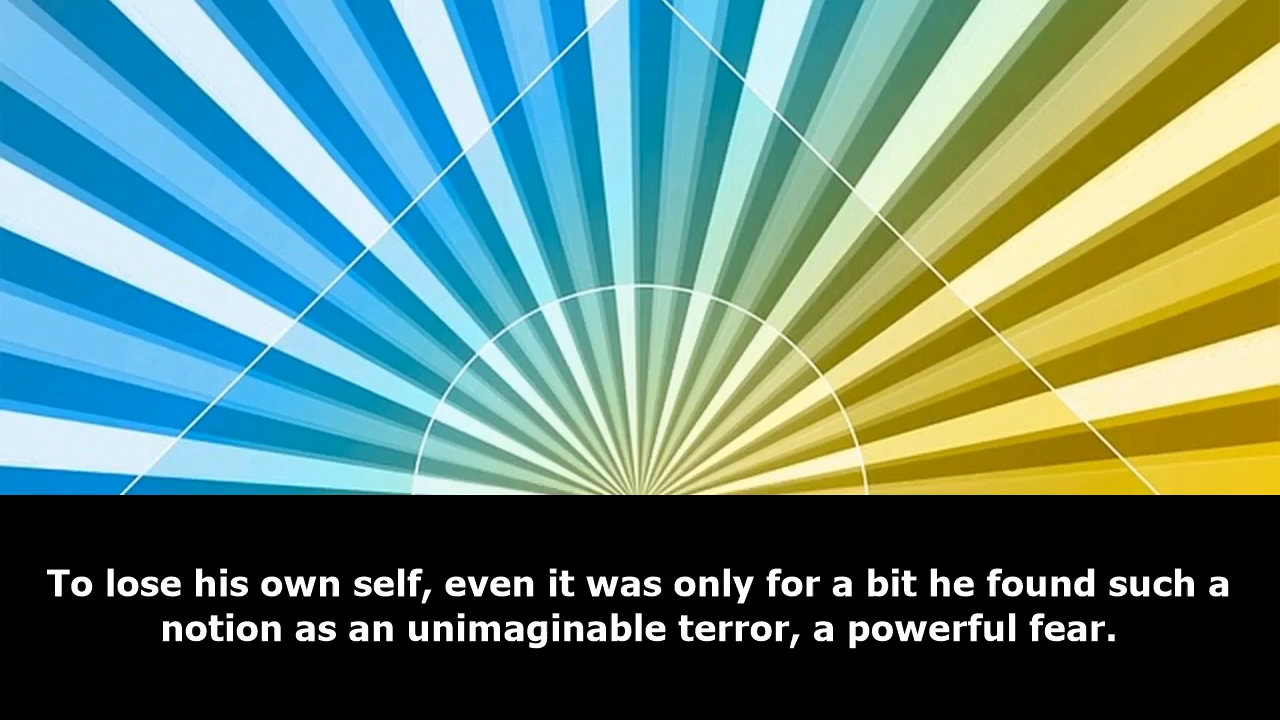 To lose his own self, even it was only for a bit he found such a
notion as an unimaginable terror, a powerful fear.